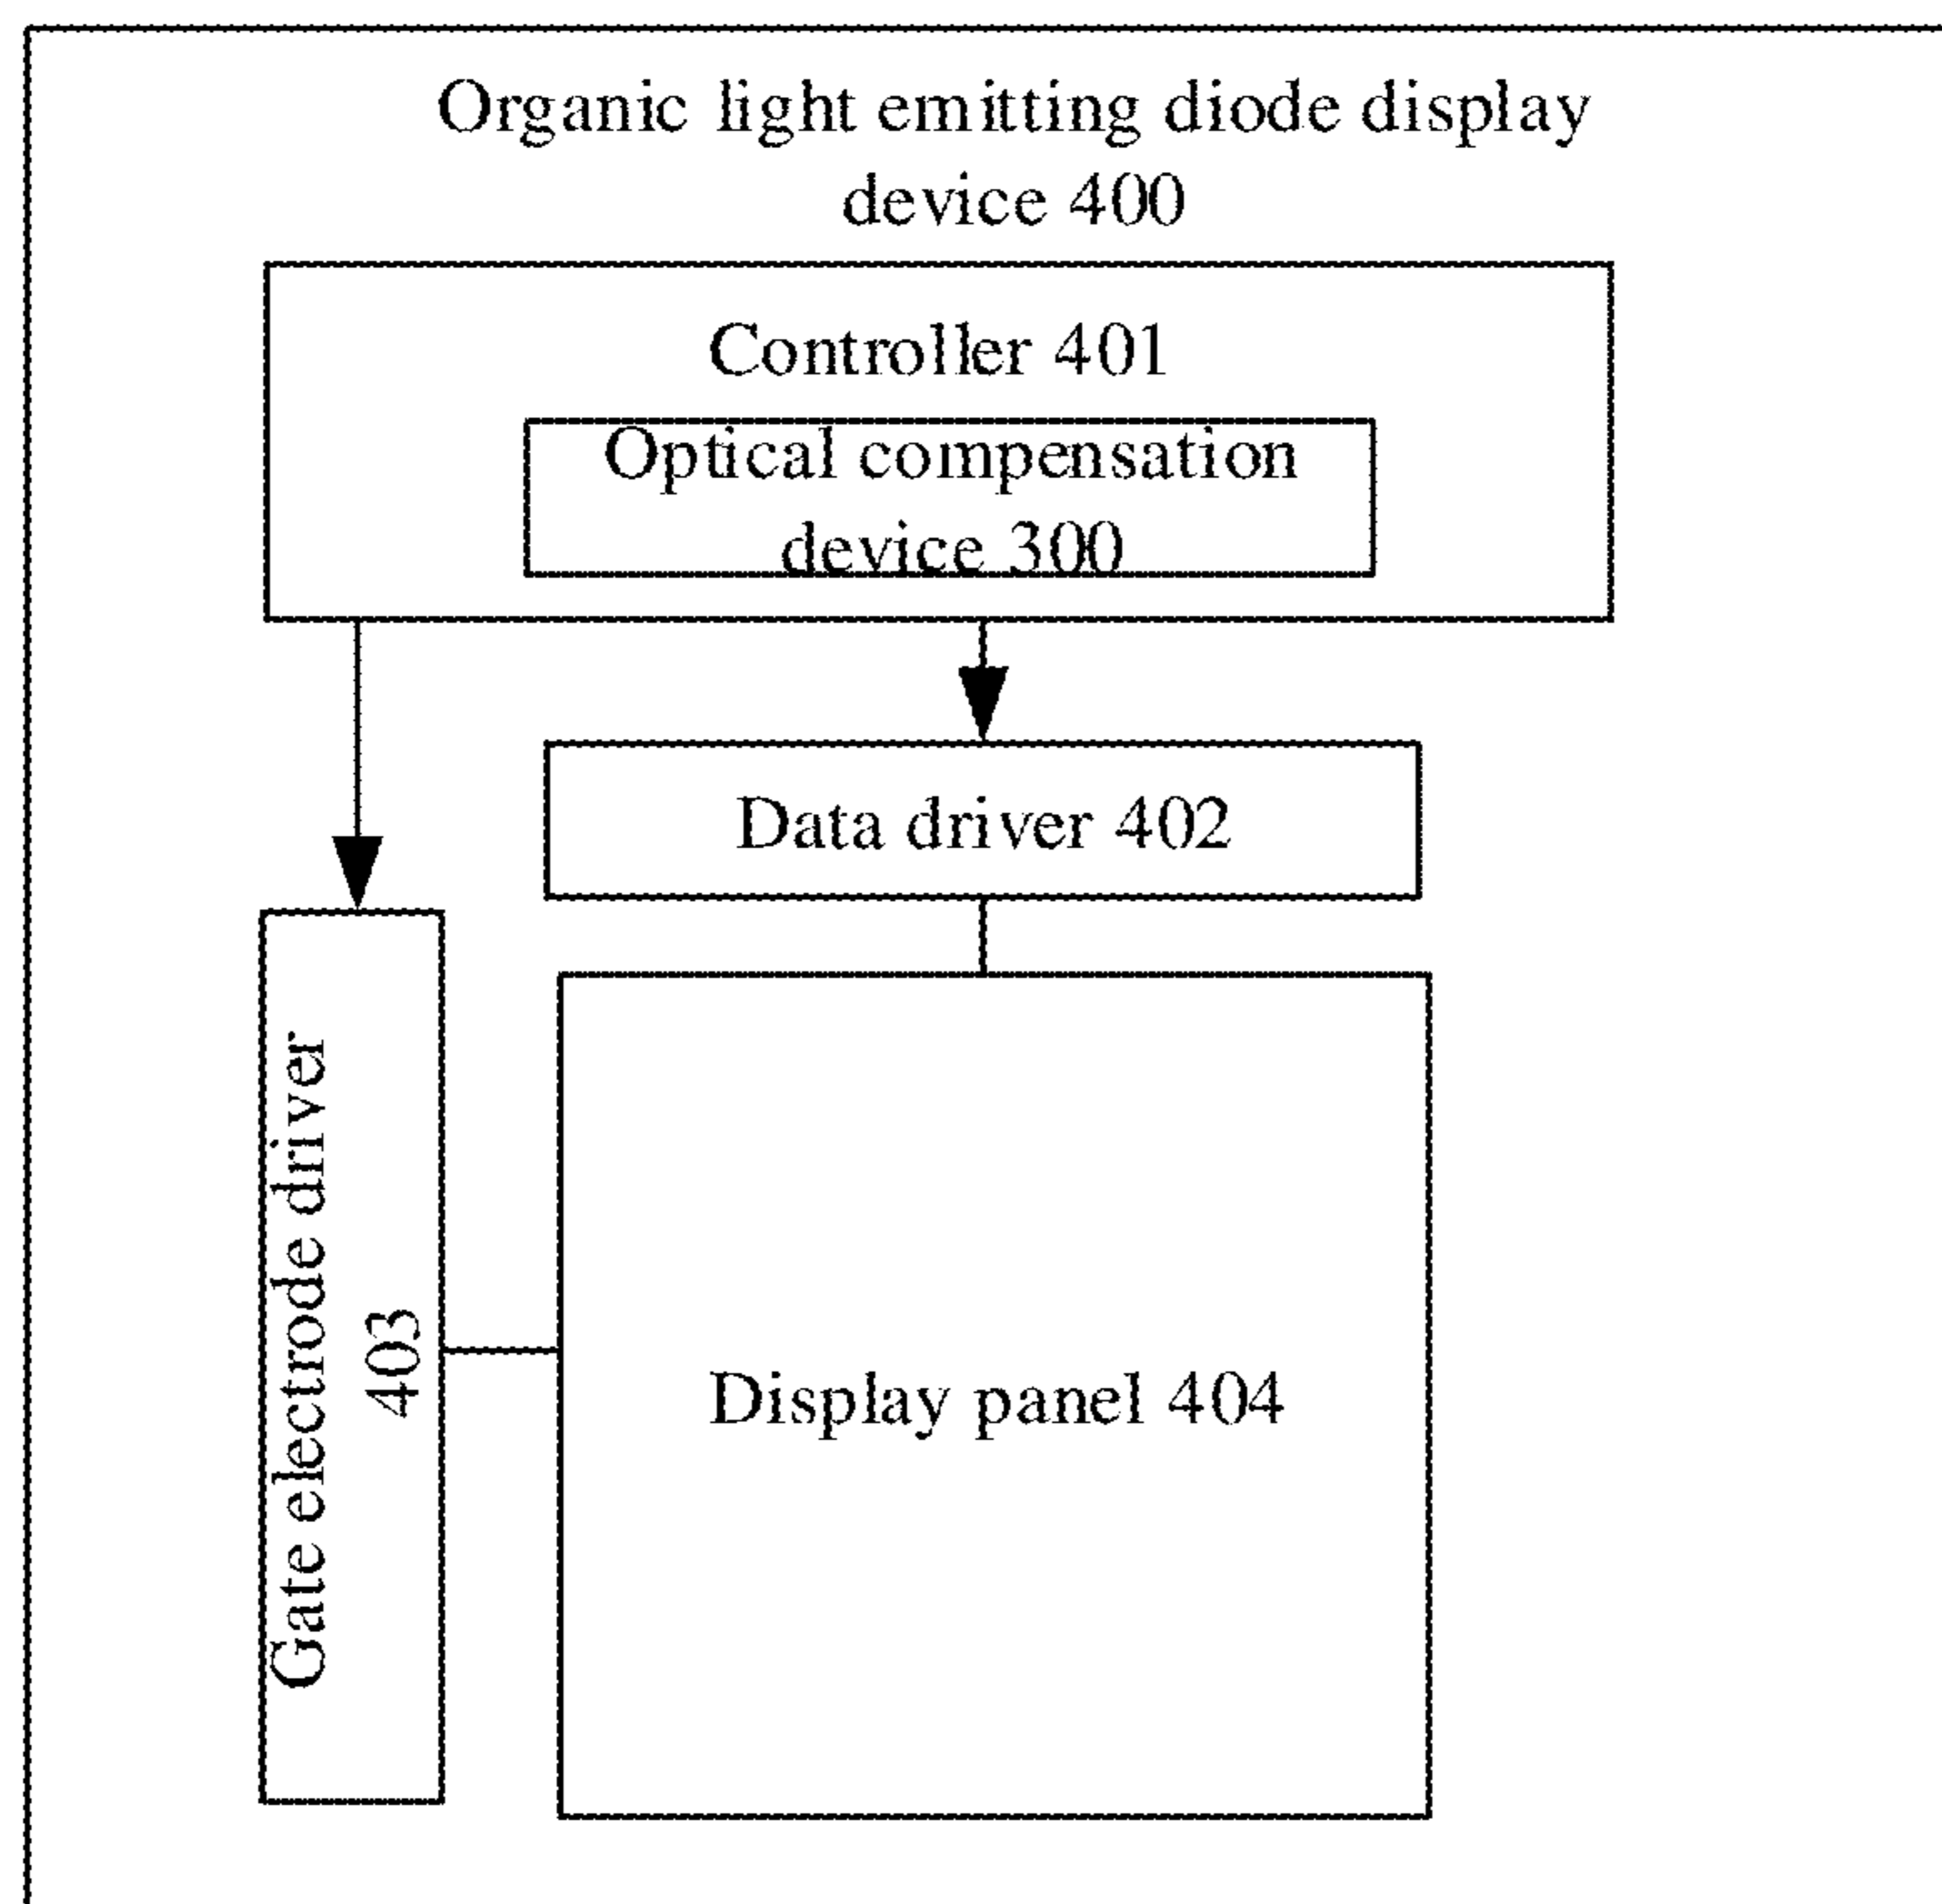 Organic light emitting diode display
device 400
Controller 401
Optical compensation
device 300
Data driver 402
Gate electrode driver
403
Display panel 404